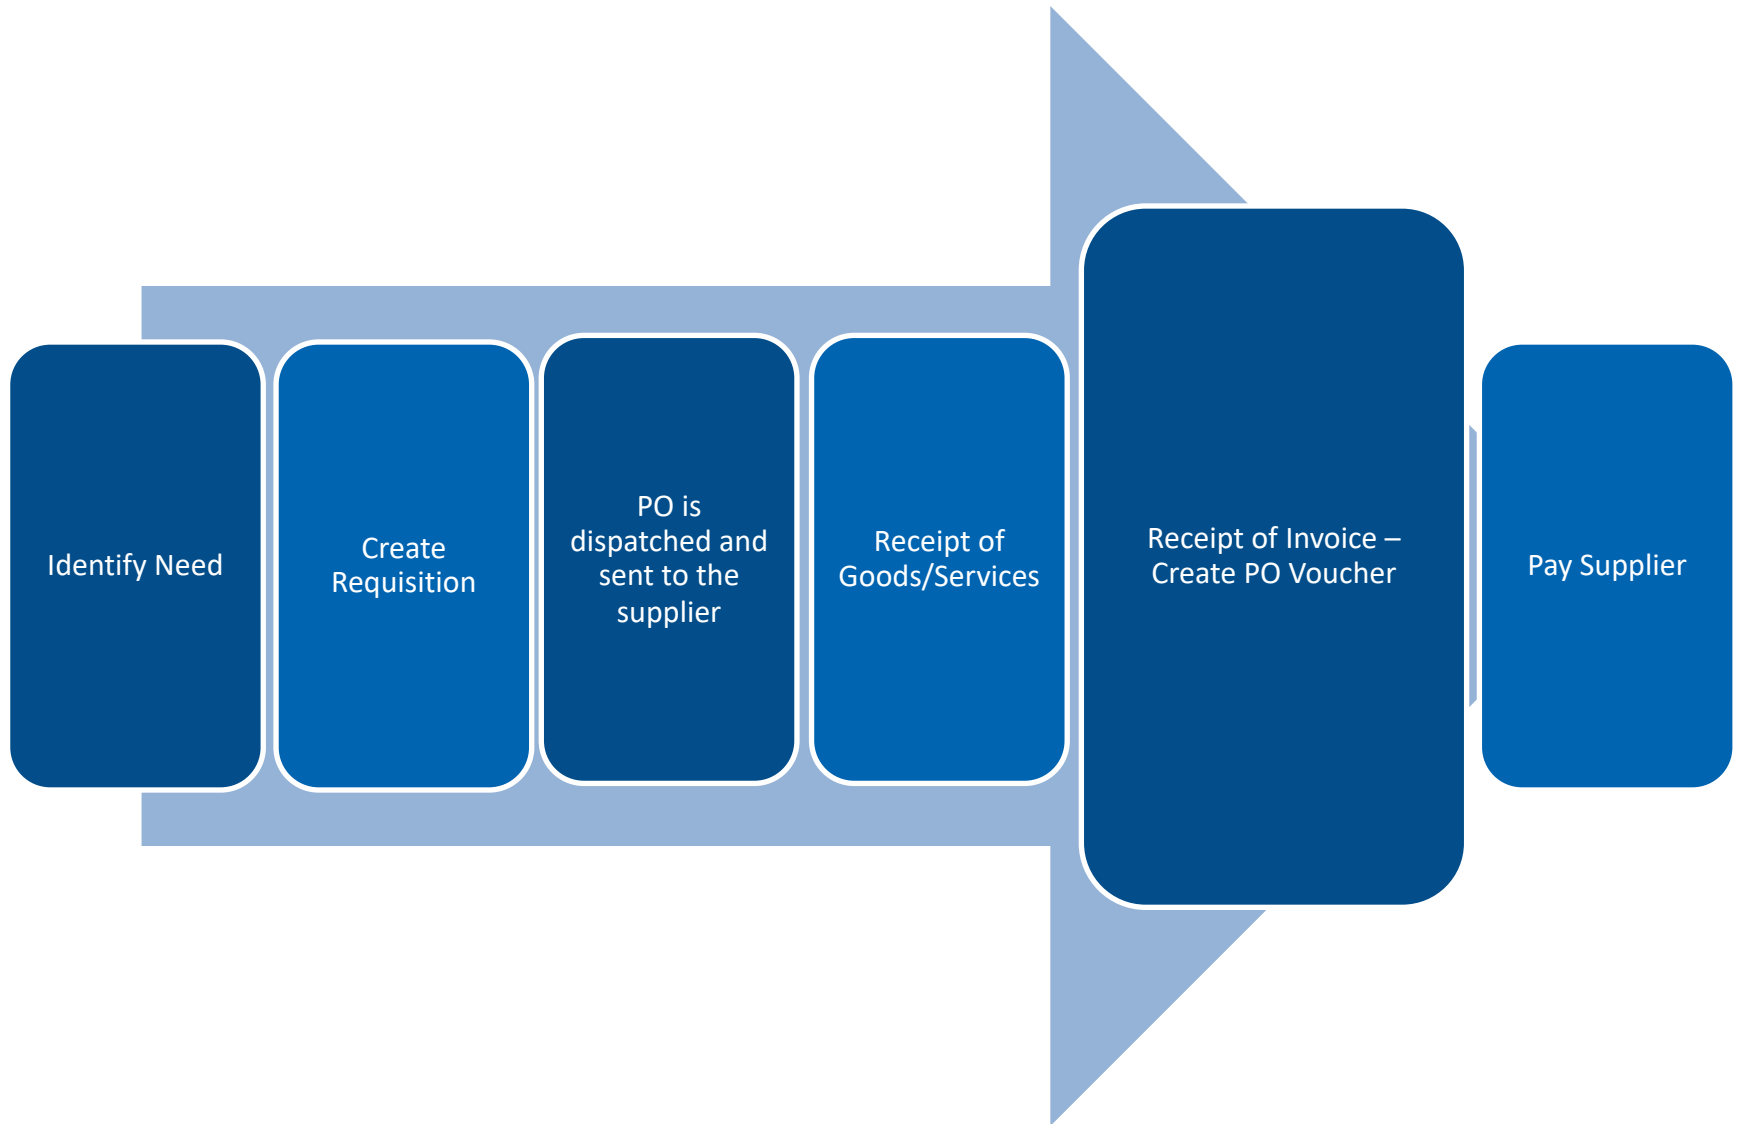 Identify Need
Create
Requisition
PO is
dispatched and
sent to the
supplier
Receipt of
Goods/Services
Receipt of Invoice –
Create PO Voucher
Pay Supplier